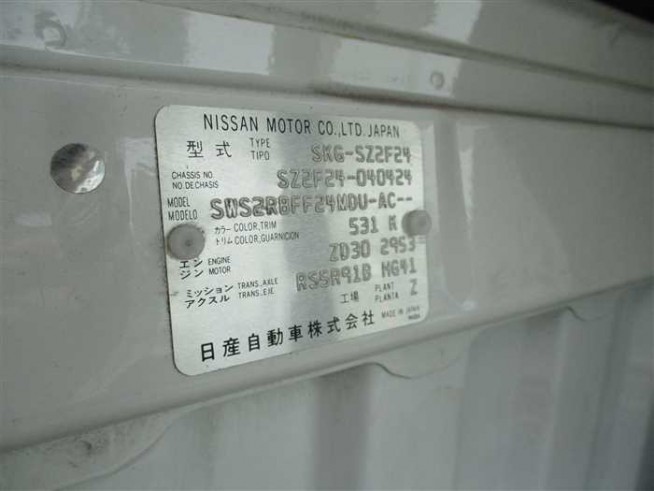 NISSAN MOTOR CO.,LTD. JAPAN
型式 TYPE TIPO SKG-SZ2F24
CHASSIS NO. NO. DE CHASIS SZ2F24-040424
MODEL MODELO SWS2RBFF24MDU-AC--
カラー COLOR, TRIM トリム COLOR, GUARNICION 531 K
エンジン ENGINE MOTOR ZD30 2953
ミッション アクスル TRANS., AXLE TRANS., EJE. RS5R91B HG41
工場 PLANT PLANTA Z
日産自動車株式会社 MADE IN JAPAN